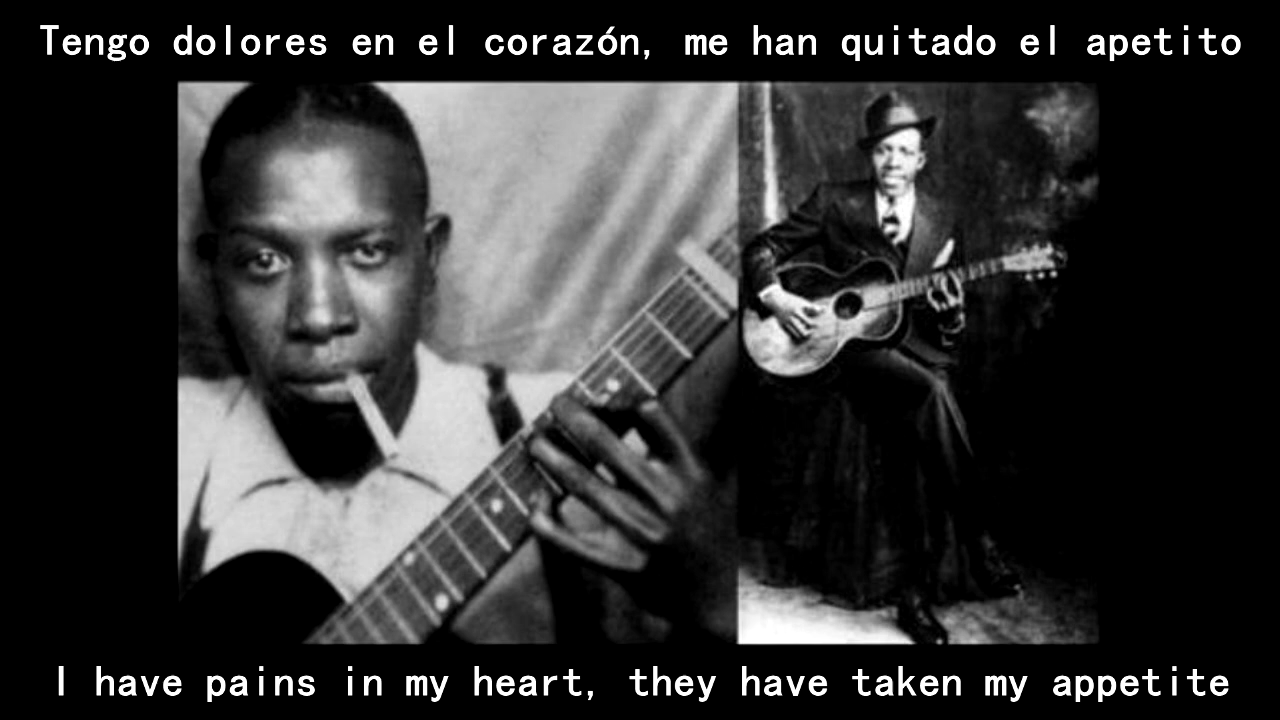 Tengo dolores en el corazón, me han quitado el apetito
I have pains in my heart, they have taken my appetite